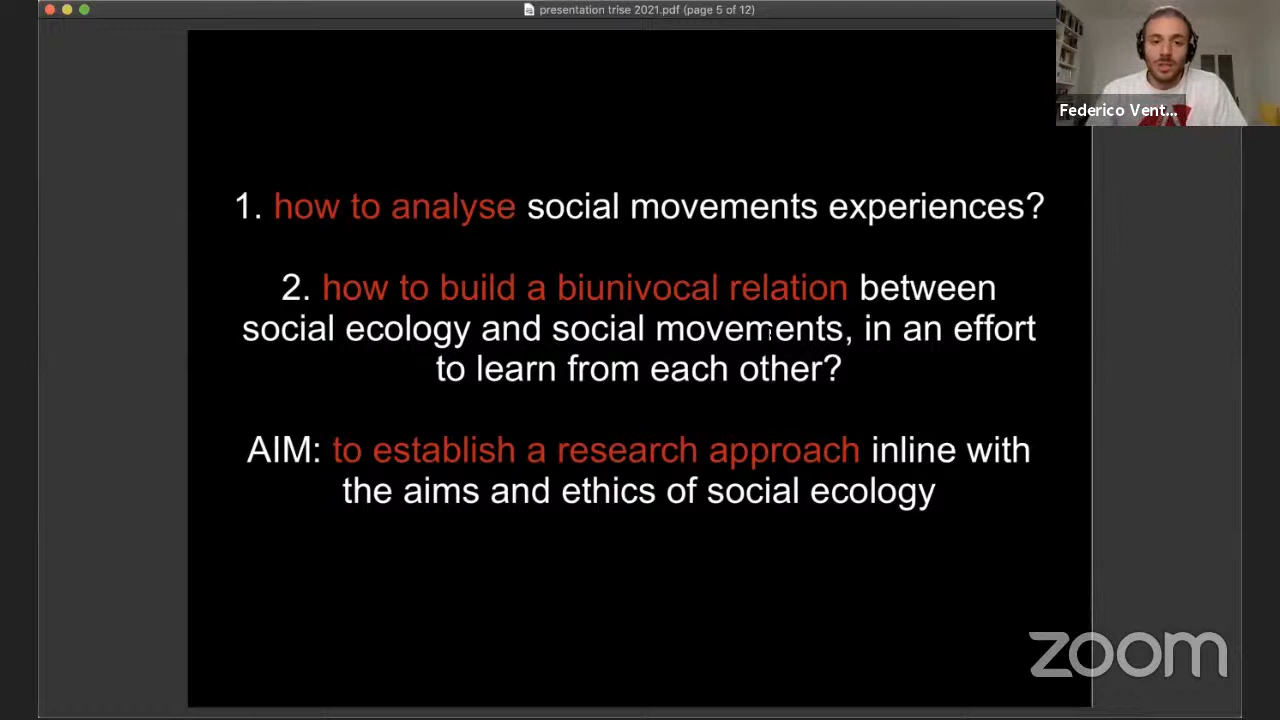 presentation trise 2021.pdf (page 5 of 12)
Federico Vent...
1. how to analyse social movements experiences?
2. how to build a biunivocal relation between
social ecology and social movements, in an effort
to learn from each other?
AIM: to establish a research approach inline with
the aims and ethics of social ecology
zoom